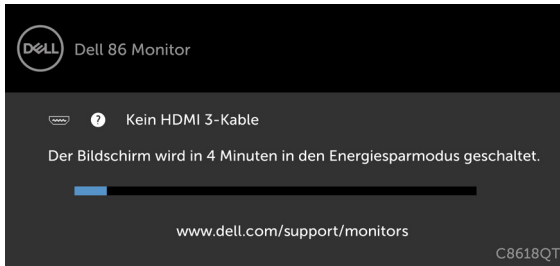 DELL
Dell 86 Monitor
? Kein HDMI 3-Kable
Der Bildschirm wird in 4 Minuten in den Energiesparmodus geschaltet.
www.dell.com/support/monitors
C8618QT